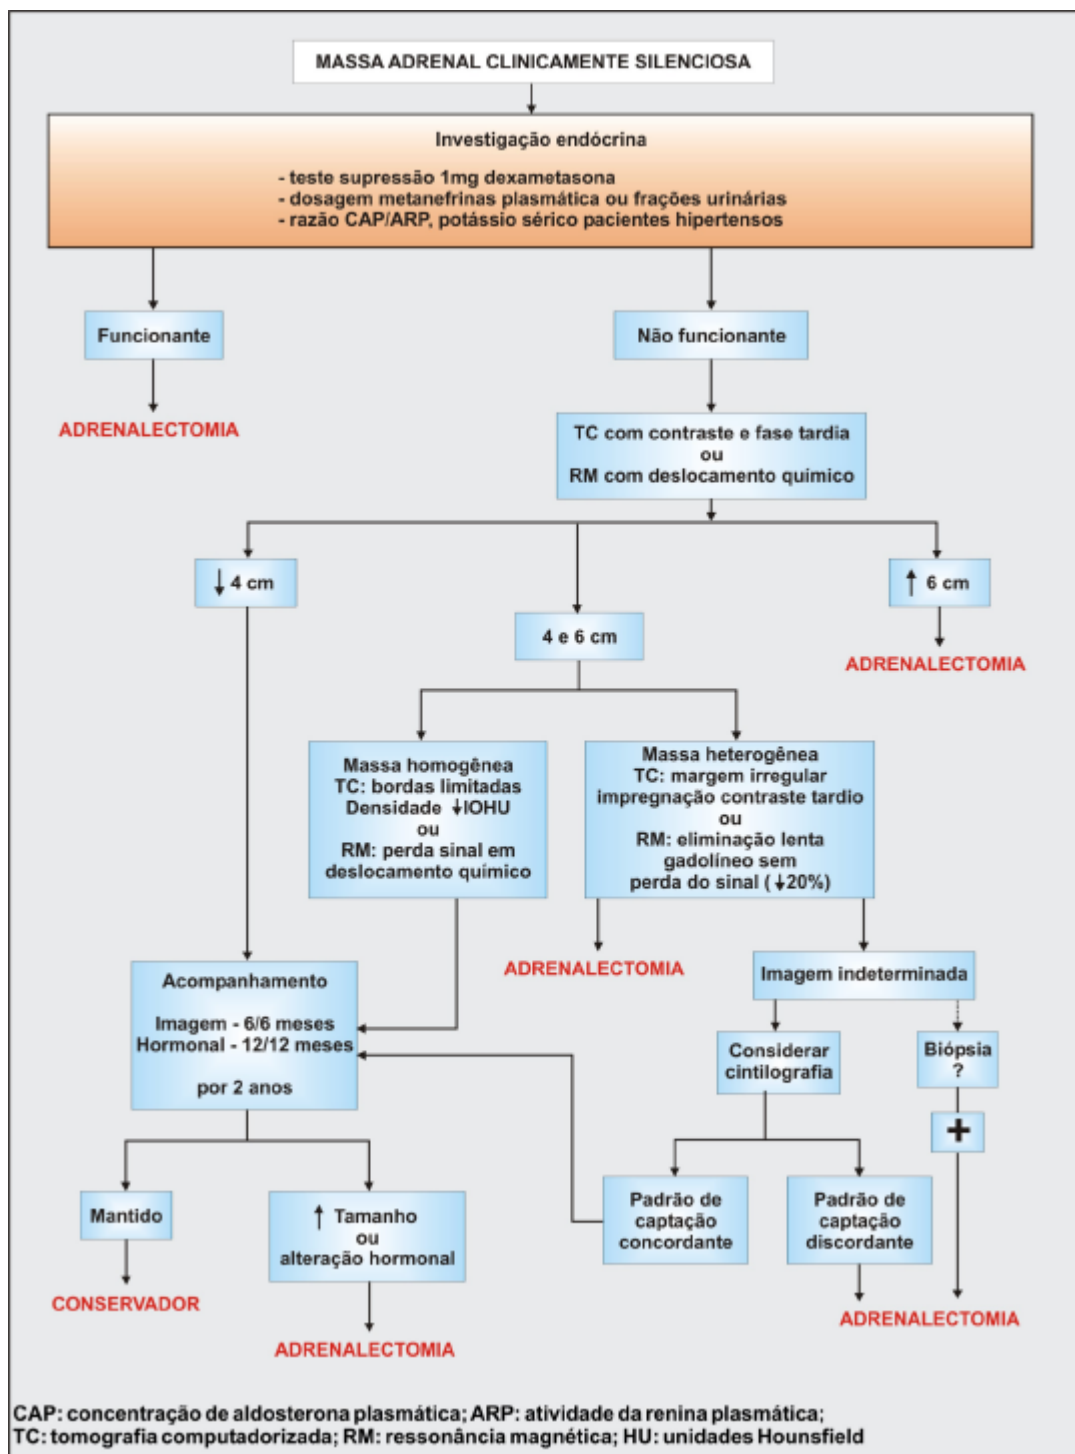 MASSA ADRENAL CLINICAMENTE SILENCIOSA
Investigação endócrina
- teste supressão 1mg dexametasona
- dosagem metanefrinas plasmática ou frações urinárias
- razão CAP/ARP, potássio sérico pacientes hipertensos
Funcionante
Não funcionante
ADRENALECTOMIA
TC com contraste e fase tardia
ou
RM com deslocamento químico
↓ 4 cm
↑ 6 cm
4 e 6 cm
ADRENALECTOMIA
Massa homogênea
TC: bordas limitadas
Densidade ↓IOHU
ou
RM: perda sinal em
deslocamento químico
Massa heterogênea
TC: margem irregular
impregnação contraste tardio
ou
RM: eliminação lenta
gadolíneo sem
perda do sinal (↓20%)
ADRENALECTOMIA
Imagem indeterminada
Acompanhamento
Imagem - 6/6 meses
Hormonal - 12/12 meses
por 2 anos
Considerar
cintilografia
Biópsia
?
+
Mantido
↑ Tamanho
ou
alteração hormonal
Padrão de
captação
concordante
Padrão de
captação
discordante
CONSERVADOR
ADRENALECTOMIA
ADRENALECTOMIA
CAP: concentração de aldosterona plasmática; ARP: atividade da renina plasmática;
TC: tomografia computadorizada; RM: ressonância magnética; HU: unidades Hounsfield